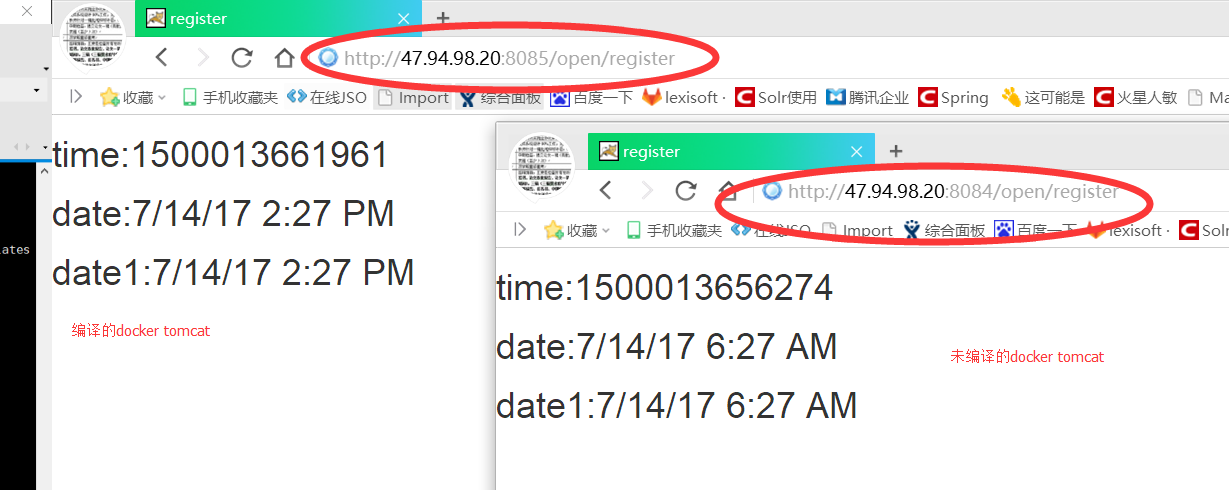 register
http://47.94.98.20:8085/open/register
收藏 手机收藏夹 在线JSO Import 综合面板 百度一下 lexisoft · Solr使用 腾讯企业 Spring 这可能是 火星人敏 Ma
time:1500013661961
date:7/14/17 2:27 PM
date1:7/14/17 2:27 PM
编译的docker tomcat
iates
register
http://47.94.98.20:8084/open/register
收藏 手机收藏夹 在线JSO Import 综合面板 百度一下 lexisoft · Solr
time:1500013656274
date:7/14/17 6:27 AM
date1:7/14/17 6:27 AM
未编译的docker tomcat